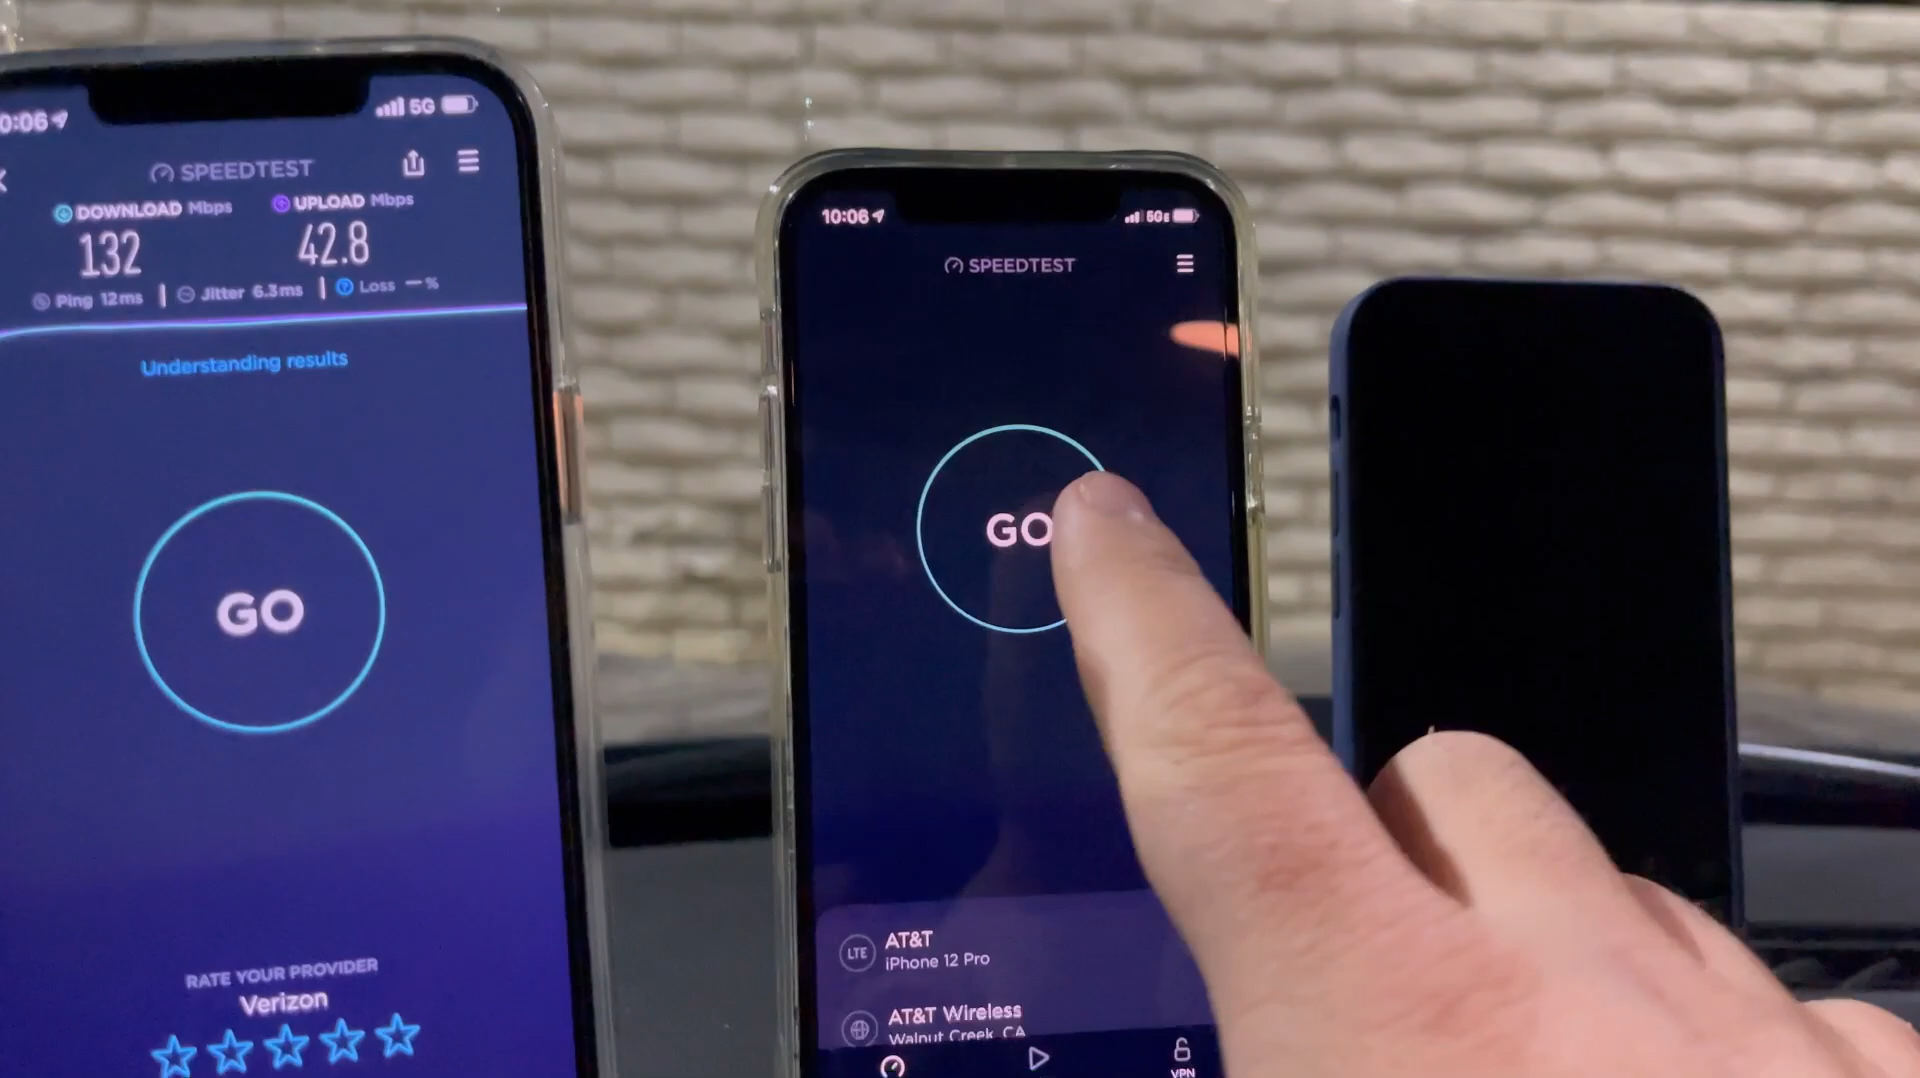 0:06
5G
SPEEDTEST
DOWNLOAD Mbps
UPLOAD Mbps
132
42.8
Ping 12ms
Jitter 6.3ms
Loss — %
Understanding results
GO
RATE YOUR PROVIDER
Verizon
10:06
5GE
SPEEDTEST
GO
LTE
AT&T
iPhone 12 Pro
AT&T Wireless
Walnut Creek, CA
VPN